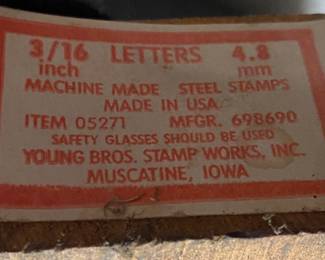 3/16 LETTERS 4.8
inch mm
MACHINE MADE STEEL STAMPS
MADE IN USA
ITEM 05271 MFGR. 698690
SAFETY GLASSES SHOULD BE USED
YOUNG BROS. STAMP WORKS, INC.
MUSCATINE, IOWA